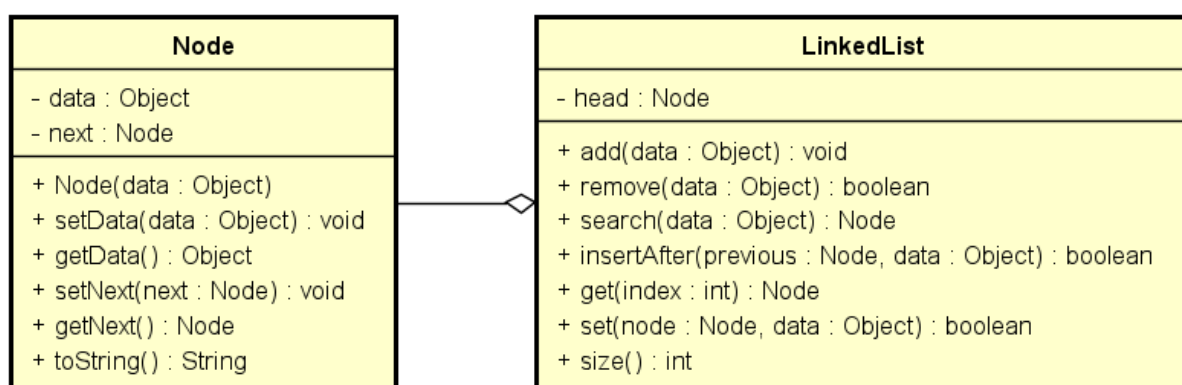 Node
- data : Object
- next : Node
+ Node(data : Object)
+ setData(data : Object) : void
+ getData() : Object
+ setNext(next : Node) : void
+ getNext() : Node
+ toString() : String
LinkedList
- head : Node
+ add(data : Object) : void
+ remove(data : Object) : boolean
+ search(data : Object) : Node
+ insertAfter(previous : Node, data : Object) : boolean
+ get(index : int) : Node
+ set(node : Node, data : Object) : boolean
+ size() : int